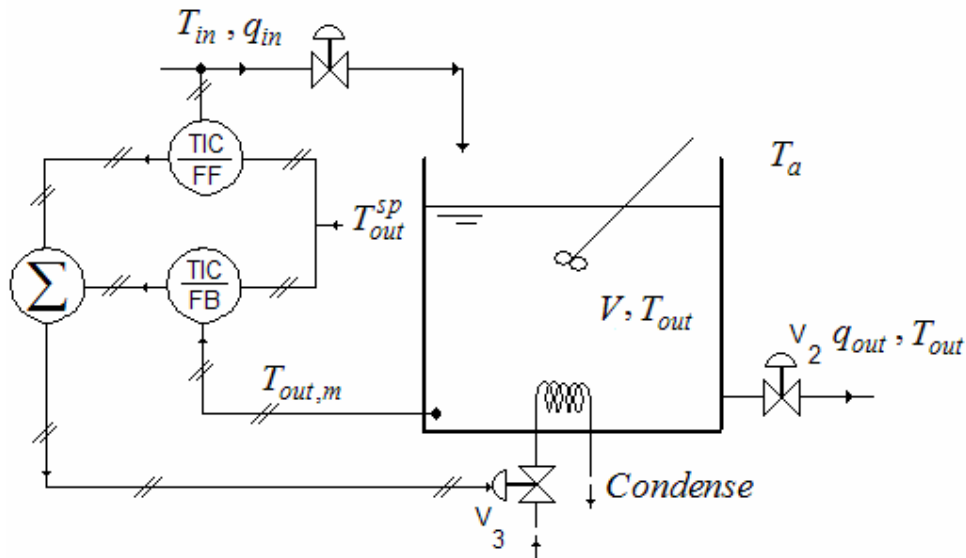 T_in , q_in
TIC
FF
T_out^sp
T_a
Σ
TIC
FB
V , T_out
V_2 q_out , T_out
T_out,m
Condense
V_3